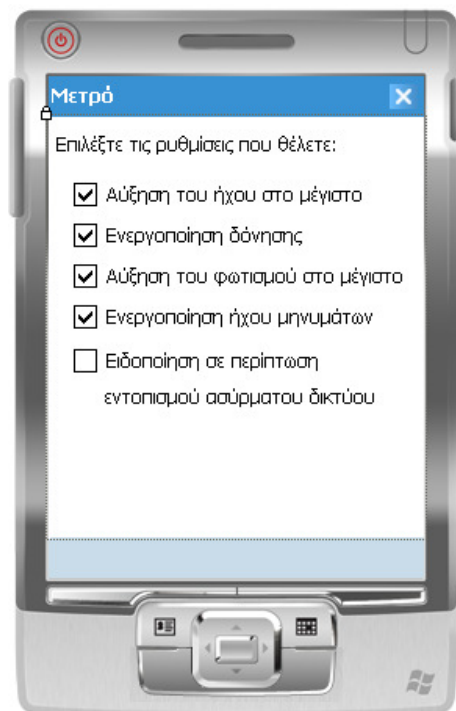 Μετρό
Επιλέξτε τις ρυθμίσεις που θέλετε:
Αύξηση του ήχου στο μέγιστο
Ενεργοποίηση δόνησης
Αύξηση του φωτισμού στο μέγιστο
Ενεργοποίηση ήχου μηνυμάτων
Ειδοποίηση σε περίπτωση
εντοπισμού ασύρματου δικτύου